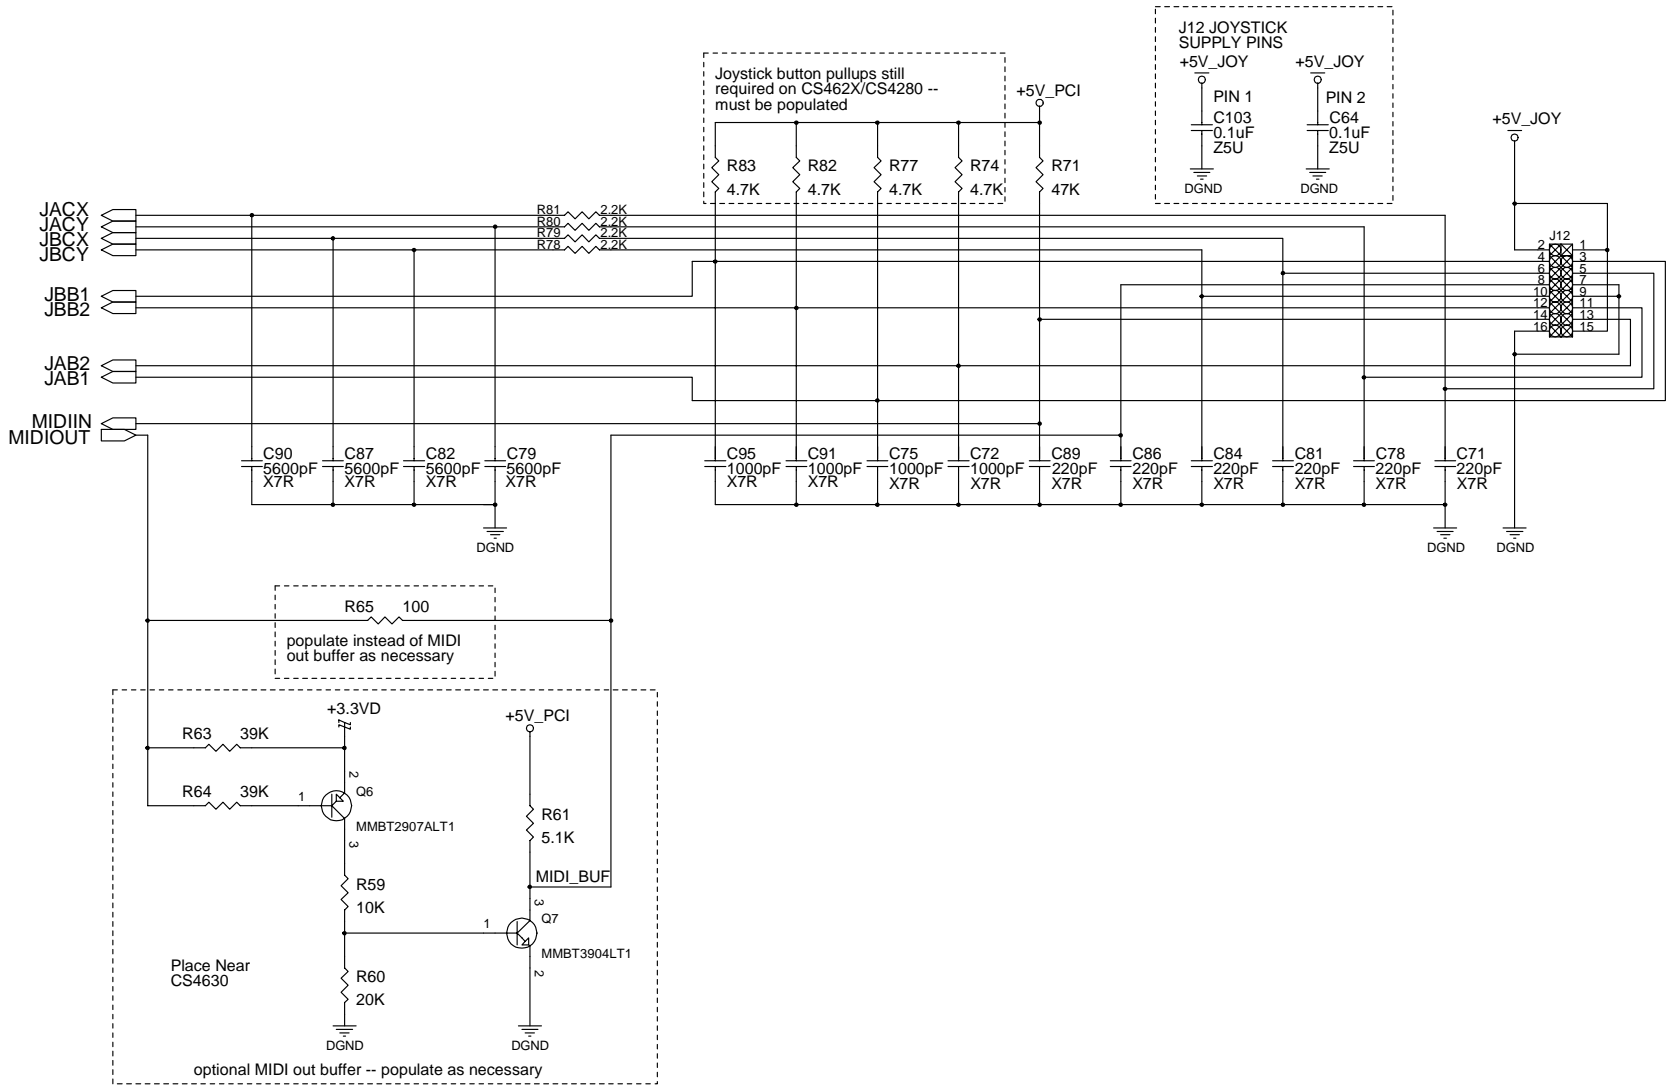 J12 JOYSTICK
SUPPLY PINS
+5V_JOY
+5V_JOY
PIN 1
PIN 2
C103
0.1uF
Z5U
C64
0.1uF
Z5U
DGND
DGND
Joystick button pullups still
required on CS462X/CS4280 --
must be populated
+5V_PCI
+5V_JOY
R83
4.7K
R82
4.7K
R77
4.7K
R74
4.7K
R71
47K
JACX
JACY
JBCX
JBCY
R81 2.2K
R80 2.2K
R79 2.2K
R78 2.2K
J12
2 1
4 3
6 5
8 7
10 9
12 11
14 13
16 15
JBB1
JBB2
JAB2
JAB1
MIDIIN
MIDIOUT
C90
5600pF
X7R
C87
5600pF
X7R
C82
5600pF
X7R
C79
5600pF
X7R
C95
1000pF
X7R
C91
1000pF
X7R
C75
1000pF
X7R
C72
1000pF
X7R
C89
220pF
X7R
C86
220pF
X7R
C84
220pF
X7R
C81
220pF
X7R
C78
220pF
X7R
C71
220pF
X7R
DGND
DGND
DGND
R65 100
populate instead of MIDI
out buffer as necessary
+3.3VD
+5V_PCI
R63 39K
R64 39K
1
2
Q6
MMBT2907ALT1
3
R61
5.1K
MIDI_BUF
R59
10K
1
3
Q7
MMBT3904LT1
2
Place Near
CS4630
R60
20K
DGND
DGND
optional MIDI out buffer -- populate as necessary